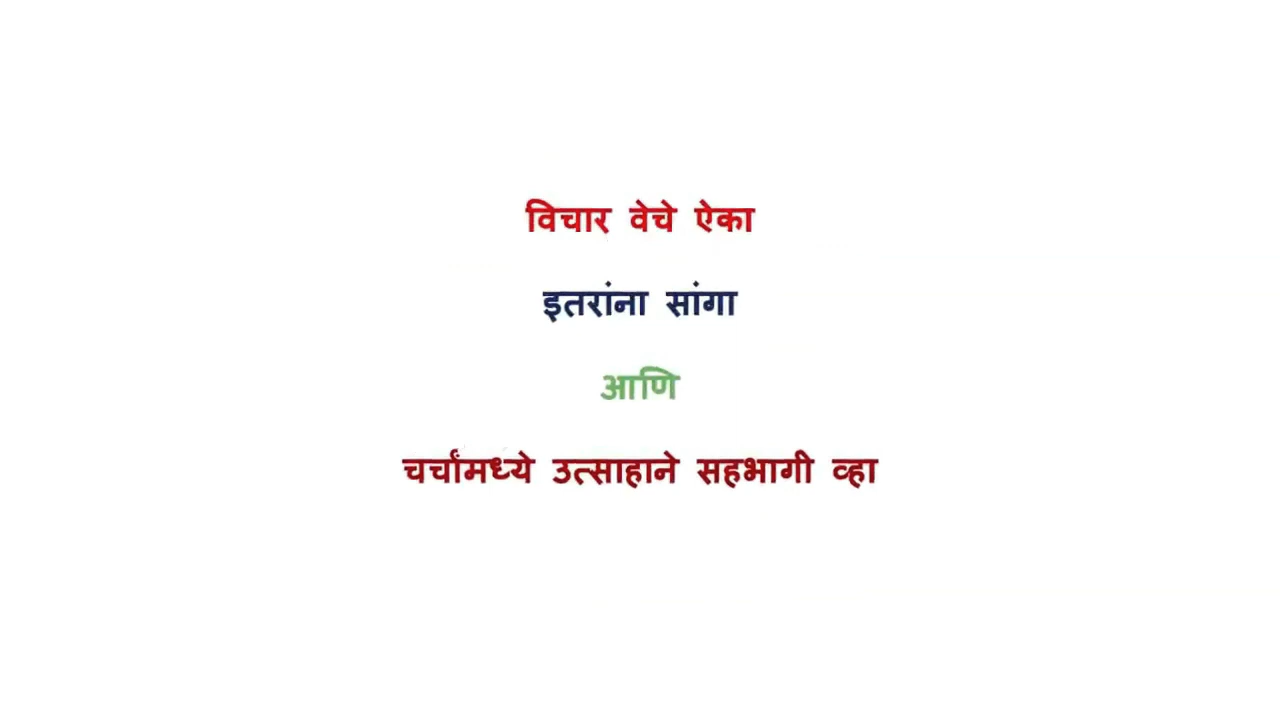 विचार वेचे ऐका
इतरांना सांगा
आणि
चर्चांमध्ये उत्साहाने सहभागी व्हा